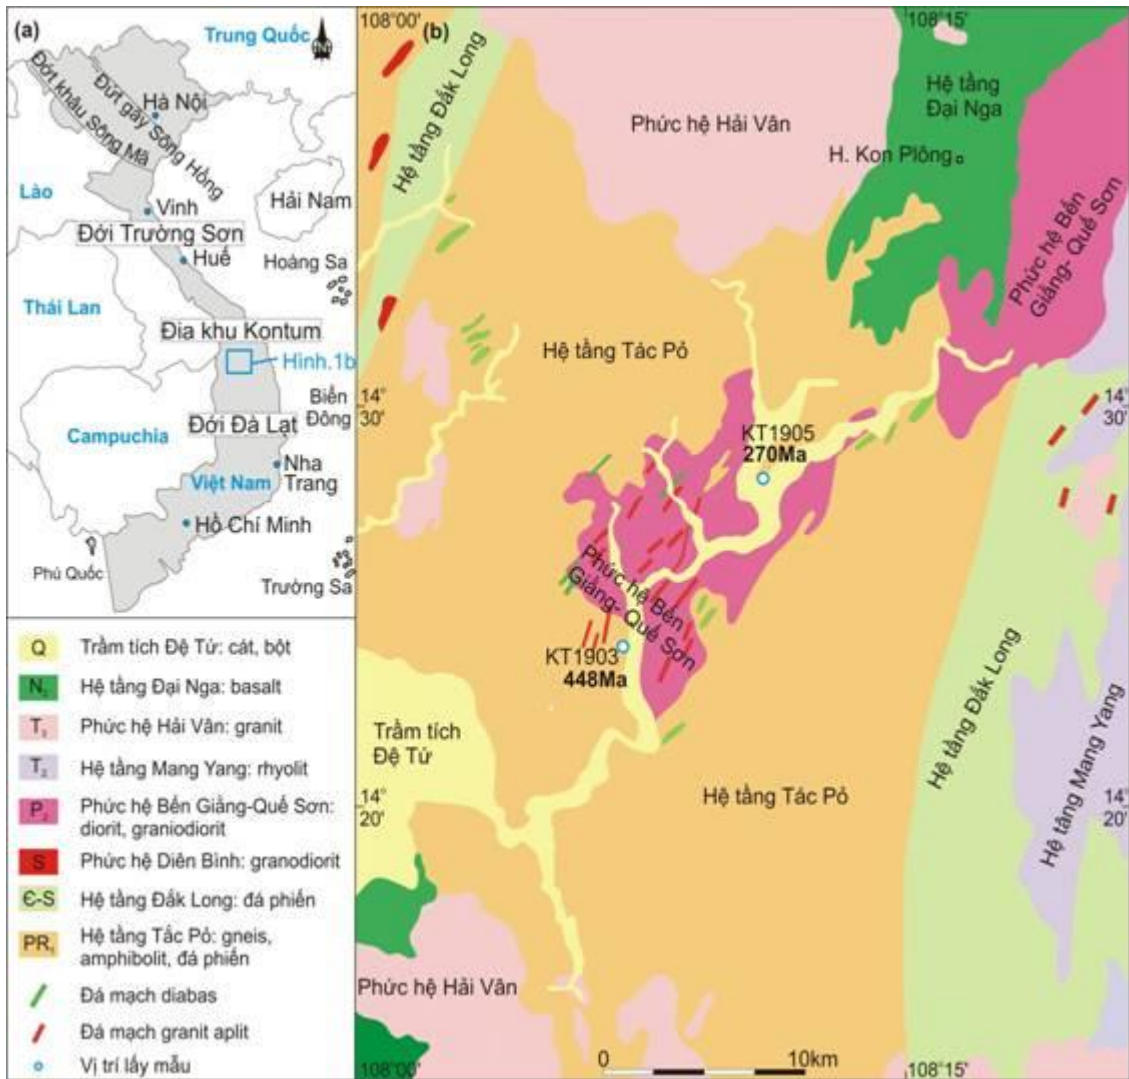 (a)
Trung Quốc
N
Đứt gãy Sông Hồng
Đớt khâu Sông Mã
Hà Nội
Lào
Hải Nam
Vinh
Đới Trường Sơn
Huế
Hoàng Sa
Thái Lan
Địa khu Kontum
Hình.1b
Biển
Đông
Campuchia
Đới Đà Lạt
Nha
Trang
Việt Nam
Hồ Chí Minh
Phú Quốc
Trường Sa
Q Trầm tích Đệ Tứ: cát, bột
Hệ tầng Đại Nga: basalt
Phức hệ Hải Vân: granit
T₂ Hệ tầng Mang Yang: rhyolit
Phức hệ Bến Giằng-Quế Sơn:
diorit, graniodiorit
S Phức hệ Diên Bình: granodiorit
Є-S Hệ tầng Đắk Long: đá phiến
Hệ tầng Tắc Pỏ: gneis,
amphibolit, đá phiến
Đá mạch diabas
Đá mạch granit aplit
Vị trí lấy mẫu
108°00'
(b)
108°15'
Hệ tầng Đắk Long
Phức hệ Hải Vân
Hệ tầng
Đại Nga
H. Kon Plông
Phức hệ Bến
Giằng- Quế Sơn
Hệ tầng Tác Pỏ
14°
30'
14°
30'
KT1905
270Ma
Phức hệ Bến
Giằng- Quế Sơn
KT1903
448Ma
Trầm tích
Đệ Tứ
Hệ tầng Tác Pỏ
Hệ tầng Đắk Long
Hệ tầng Mang Yang
14°
20'
14°
20'
Phức hệ Hải Vân
0 10km
108°00'
108°15'